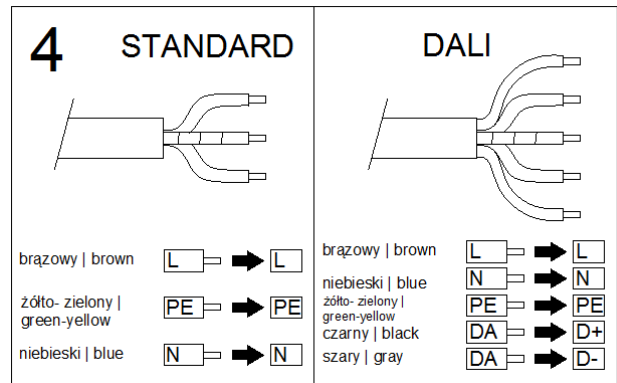 4 STANDARD
brązowy | brown L L
żółto- zielony |
green-yellow PE PE
niebieski | blue N N
DALI
brązowy | brown L L
niebieski | blue N N
żółto- zielony |
green-yellow PE PE
czarny | black DA D+
szary | gray DA D-